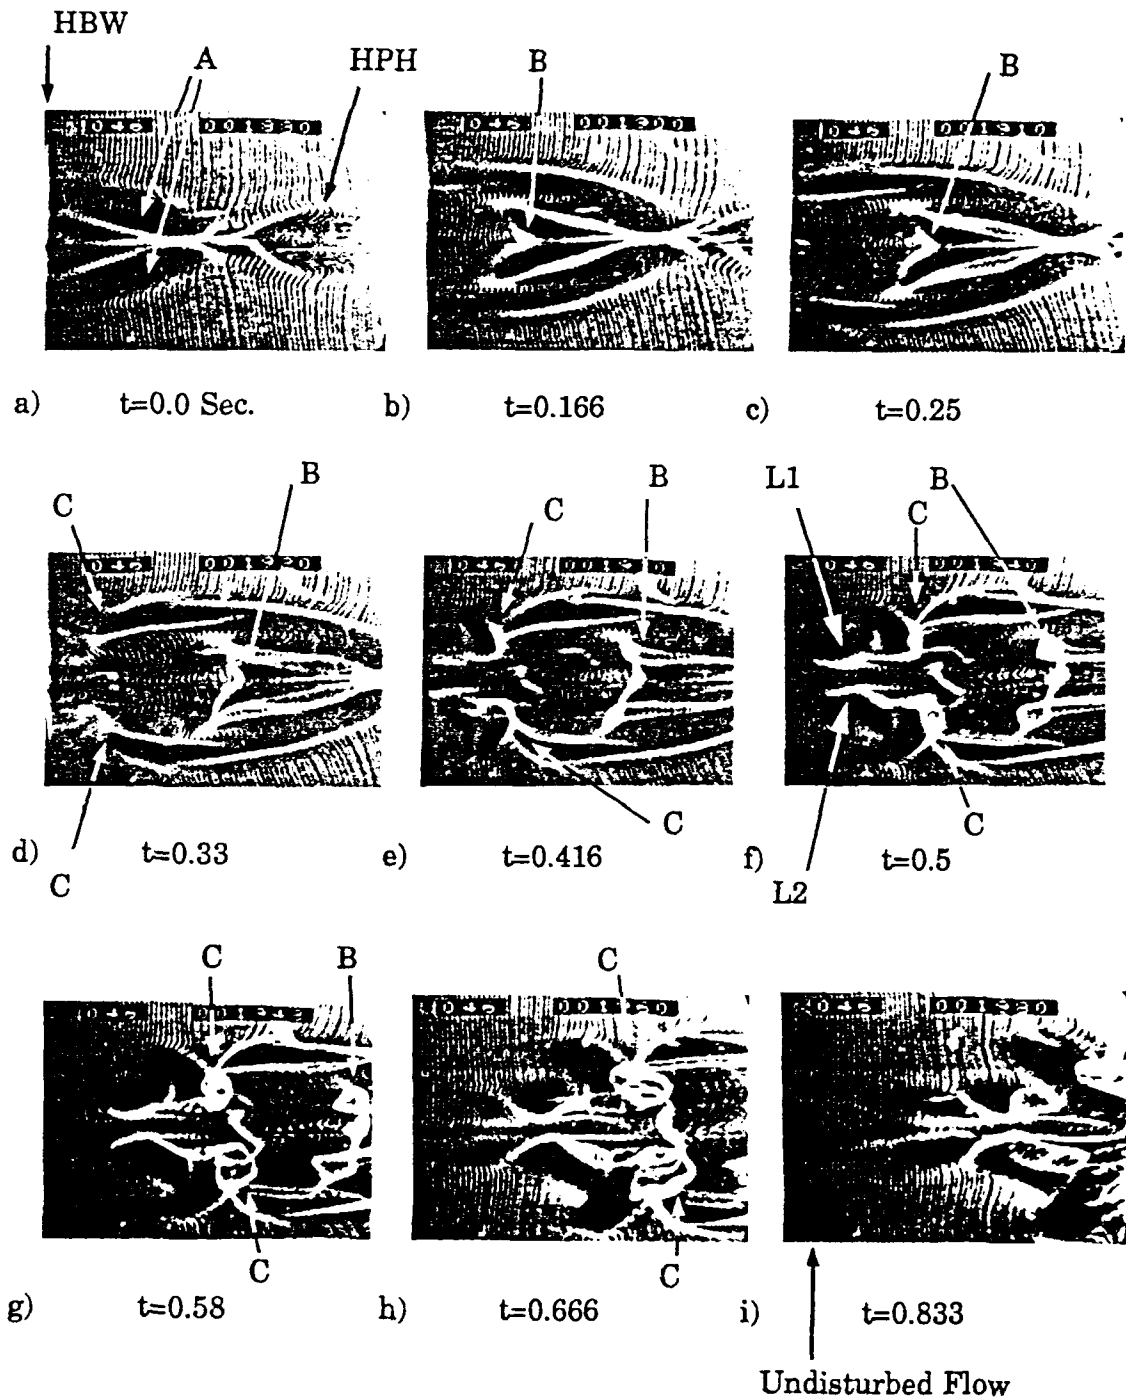 HBW
A
HPH
B
B
a) t=0.0 Sec.
b) t=0.166
c) t=0.25
C
B
C
B
L1
C
B
d) t=0.33
C
e) t=0.416
C
f) t=0.5
C
L2
C
B
C
g) t=0.58
C
h) t=0.666
C
i) t=0.833
Undisturbed Flow